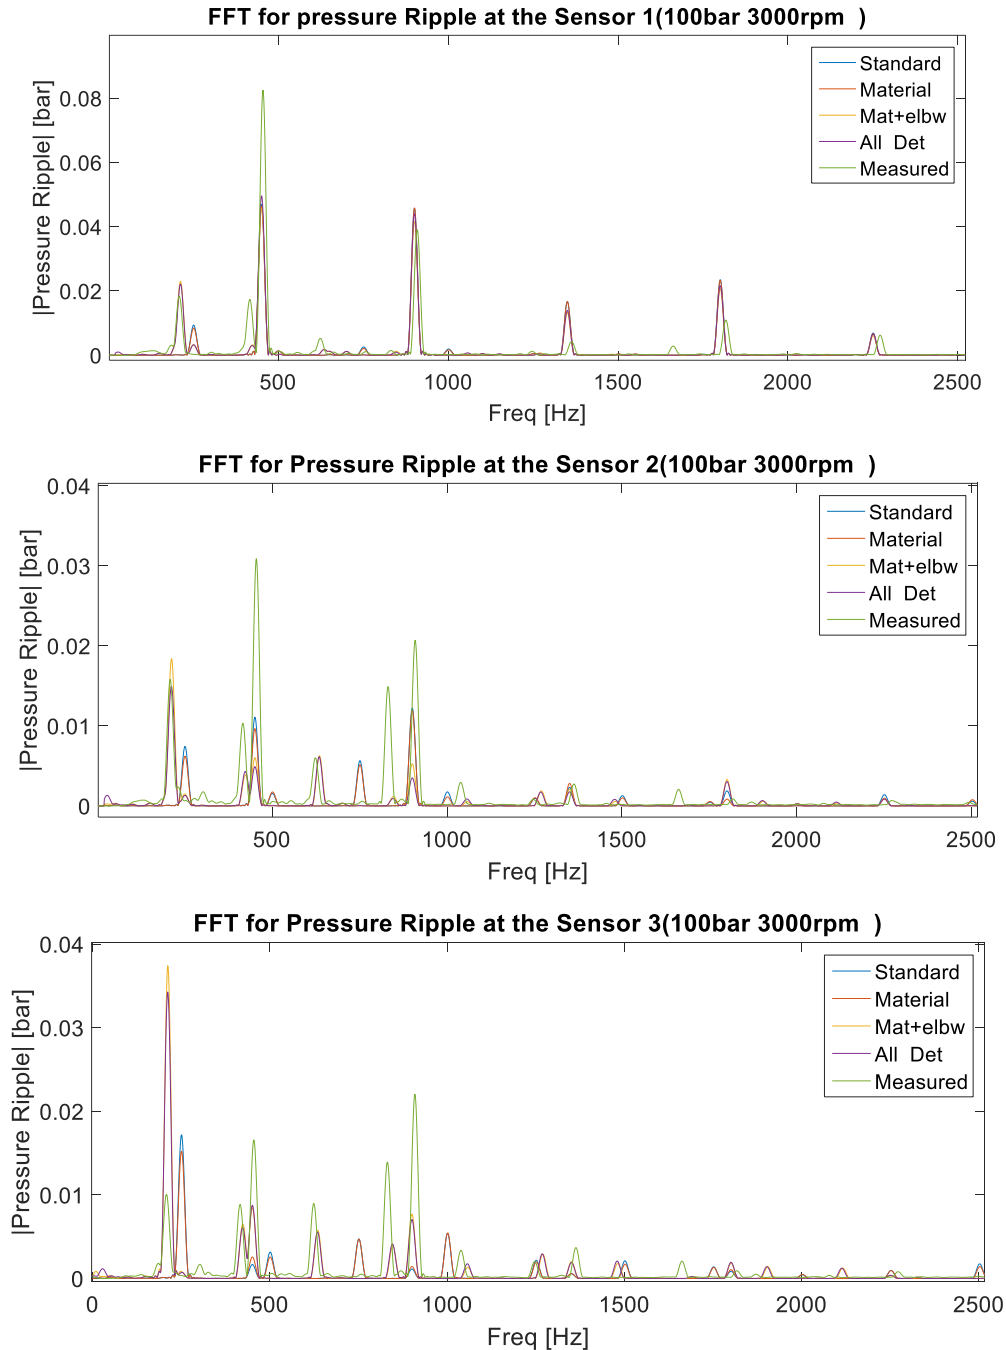 FFT for pressure Ripple at the Sensor 1(100bar 3000rpm )
|Pressure Ripple| [bar]
0.08
0.06
0.04
0.02
0
Standard
Material
Mat+elbw
All Det
Measured
500
1000
1500
2000
2500
Freq [Hz]
FFT for Pressure Ripple at the Sensor 2(100bar 3000rpm )
|Pressure Ripple| [bar]
0.04
0.03
0.02
0.01
0
Standard
Material
Mat+elbw
All Det
Measured
500
1000
1500
2000
2500
Freq [Hz]
FFT for Pressure Ripple at the Sensor 3(100bar 3000rpm )
|Pressure Ripple| [bar]
0.04
0.03
0.02
0.01
0
Standard
Material
Mat+elbw
All Det
Measured
0
500
1000
1500
2000
2500
Freq [Hz]